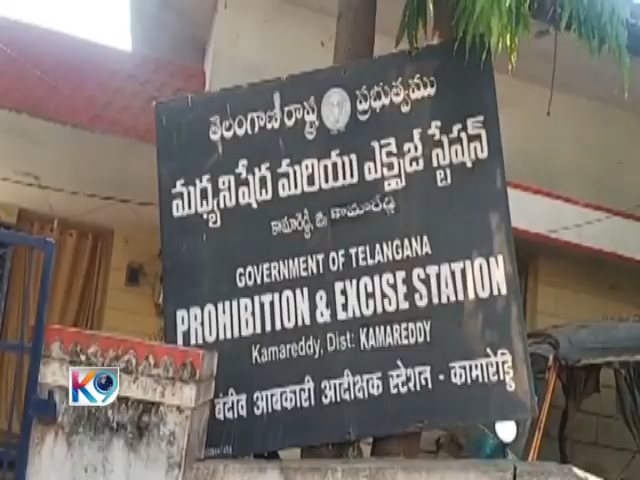 తెలంగాణ రాష్ట్ర ప్రభుత్వము
మద్యనిషేద మరియు ఎక్సైజ్ స్టేషన్
కామారెడ్డి, జి. కామారెడ్డి
GOVERNMENT OF TELANGANA
PROHIBITION & EXCISE STATION
Kamareddy, Dist: KAMAREDDY
बंदीव आबकारी आदीक्षक स्टेशन - कामारेड्डि
K9